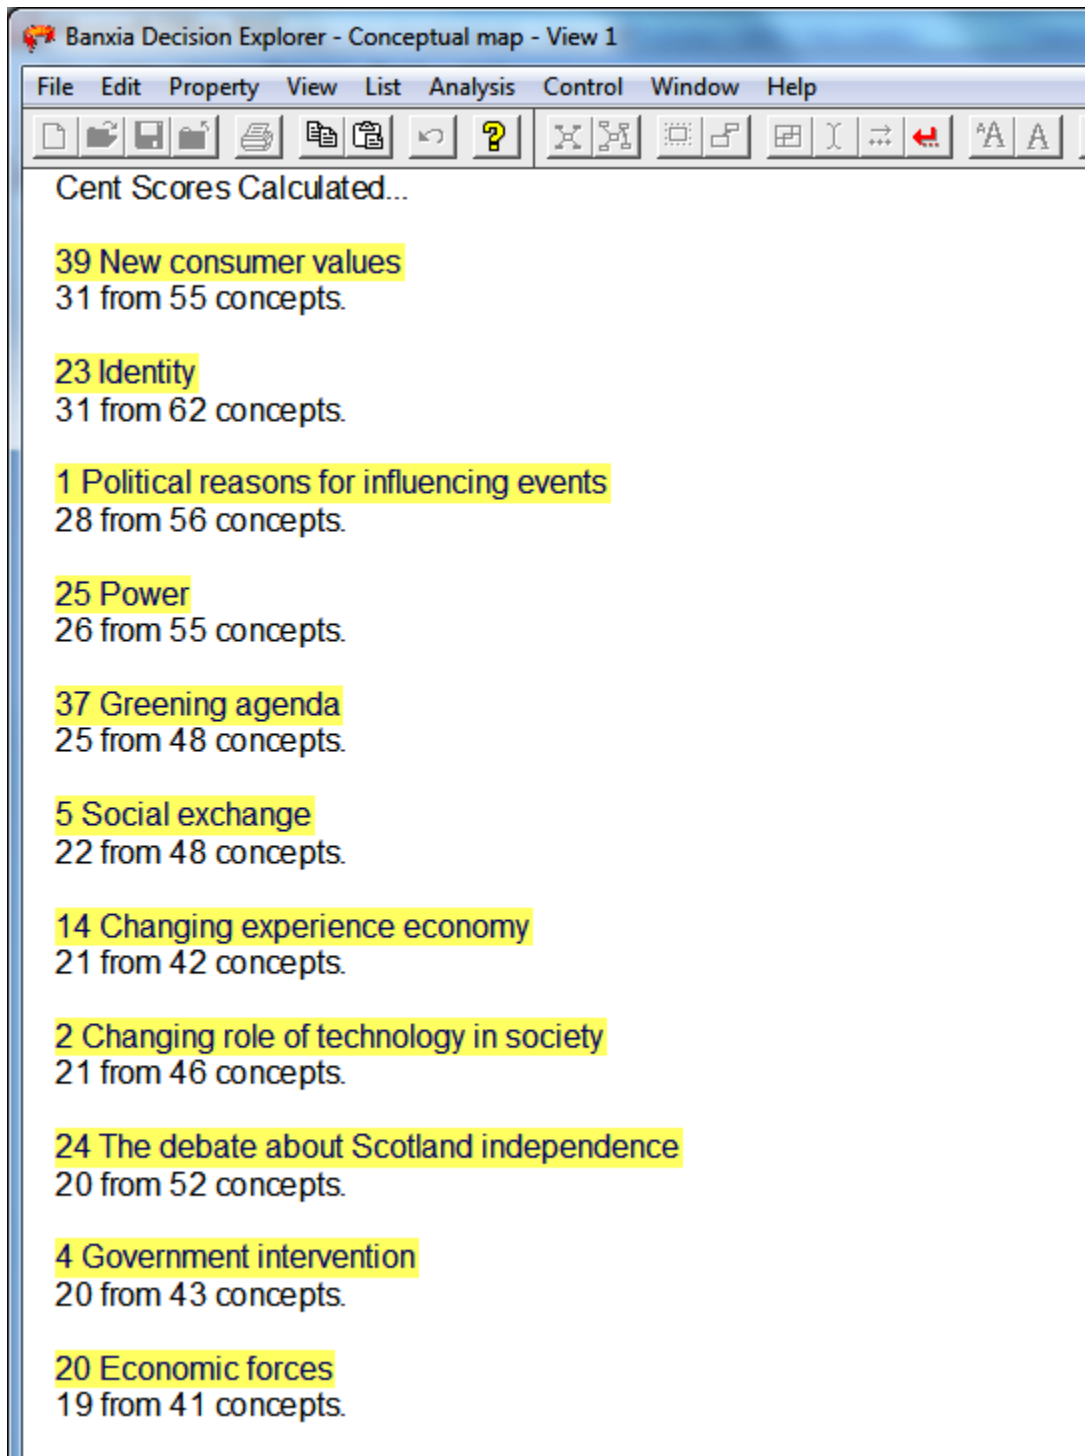 Banxia Decision Explorer - Conceptual map - View 1
File Edit Property View List Analysis Control Window Help
Cent Scores Calculated...
39 New consumer values
31 from 55 concepts.
23 Identity
31 from 62 concepts.
1 Political reasons for influencing events
28 from 56 concepts.
25 Power
26 from 55 concepts.
37 Greening agenda
25 from 48 concepts.
5 Social exchange
22 from 48 concepts.
14 Changing experience economy
21 from 42 concepts.
2 Changing role of technology in society
21 from 46 concepts.
24 The debate about Scotland independence
20 from 52 concepts.
4 Government intervention
20 from 43 concepts.
20 Economic forces
19 from 41 concepts.